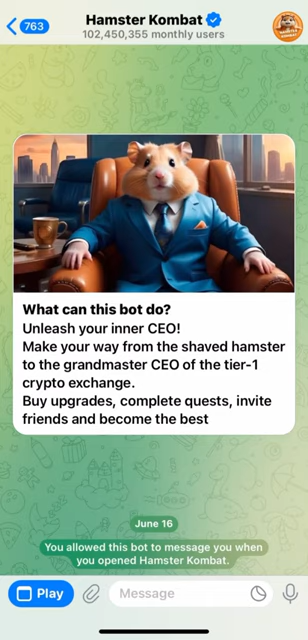 763
Hamster Kombat
102,450,355 monthly users
What can this bot do?
Unleash your inner CEO!
Make your way from the shaved hamster
to the grandmaster CEO of the tier-1
crypto exchange.
Buy upgrades, complete quests, invite
friends and become the best
June 16
You allowed this bot to message you when
you opened Hamster Kombat.
Play
Message